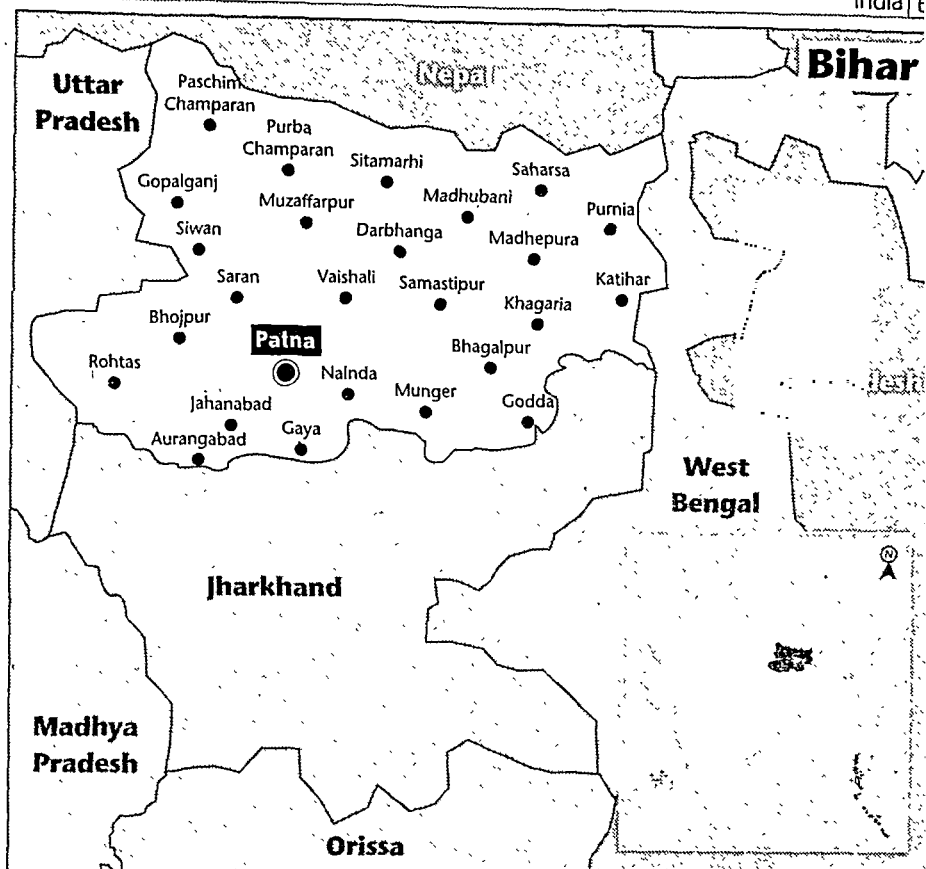 India
Bihar
Nepal
Uttar
Pradesh
Paschim
Champaran
Purba
Champaran
Sitamarhi
Saharsa
Gopalganj
Madhubani
Muzaffarpur
Purnia
Siwan
Darbhanga
Madhepura
Saran
Vaishali
Samastipur
Katihar
Khagaria
Bhojpur
Patna
Bhagalpur
Rohtas
Nalnda
Munger
Godda
Jahanabad
Gaya
Aurangabad
West
Bengal
N
Jharkhand
Madhya
Pradesh
Orissa